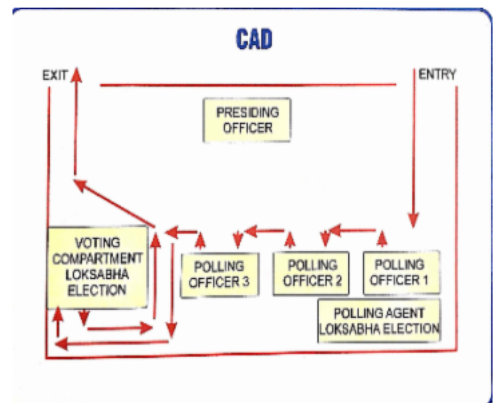 CAD
EXIT
ENTRY
PRESIDING
OFFICER
VOTING
COMPARTMENT
LOKSABHA
ELECTION
POLLING
OFFICER 3
POLLING
OFFICER 2
POLLING
OFFICER 1
POLLING AGENT
LOKSABHA ELECTION